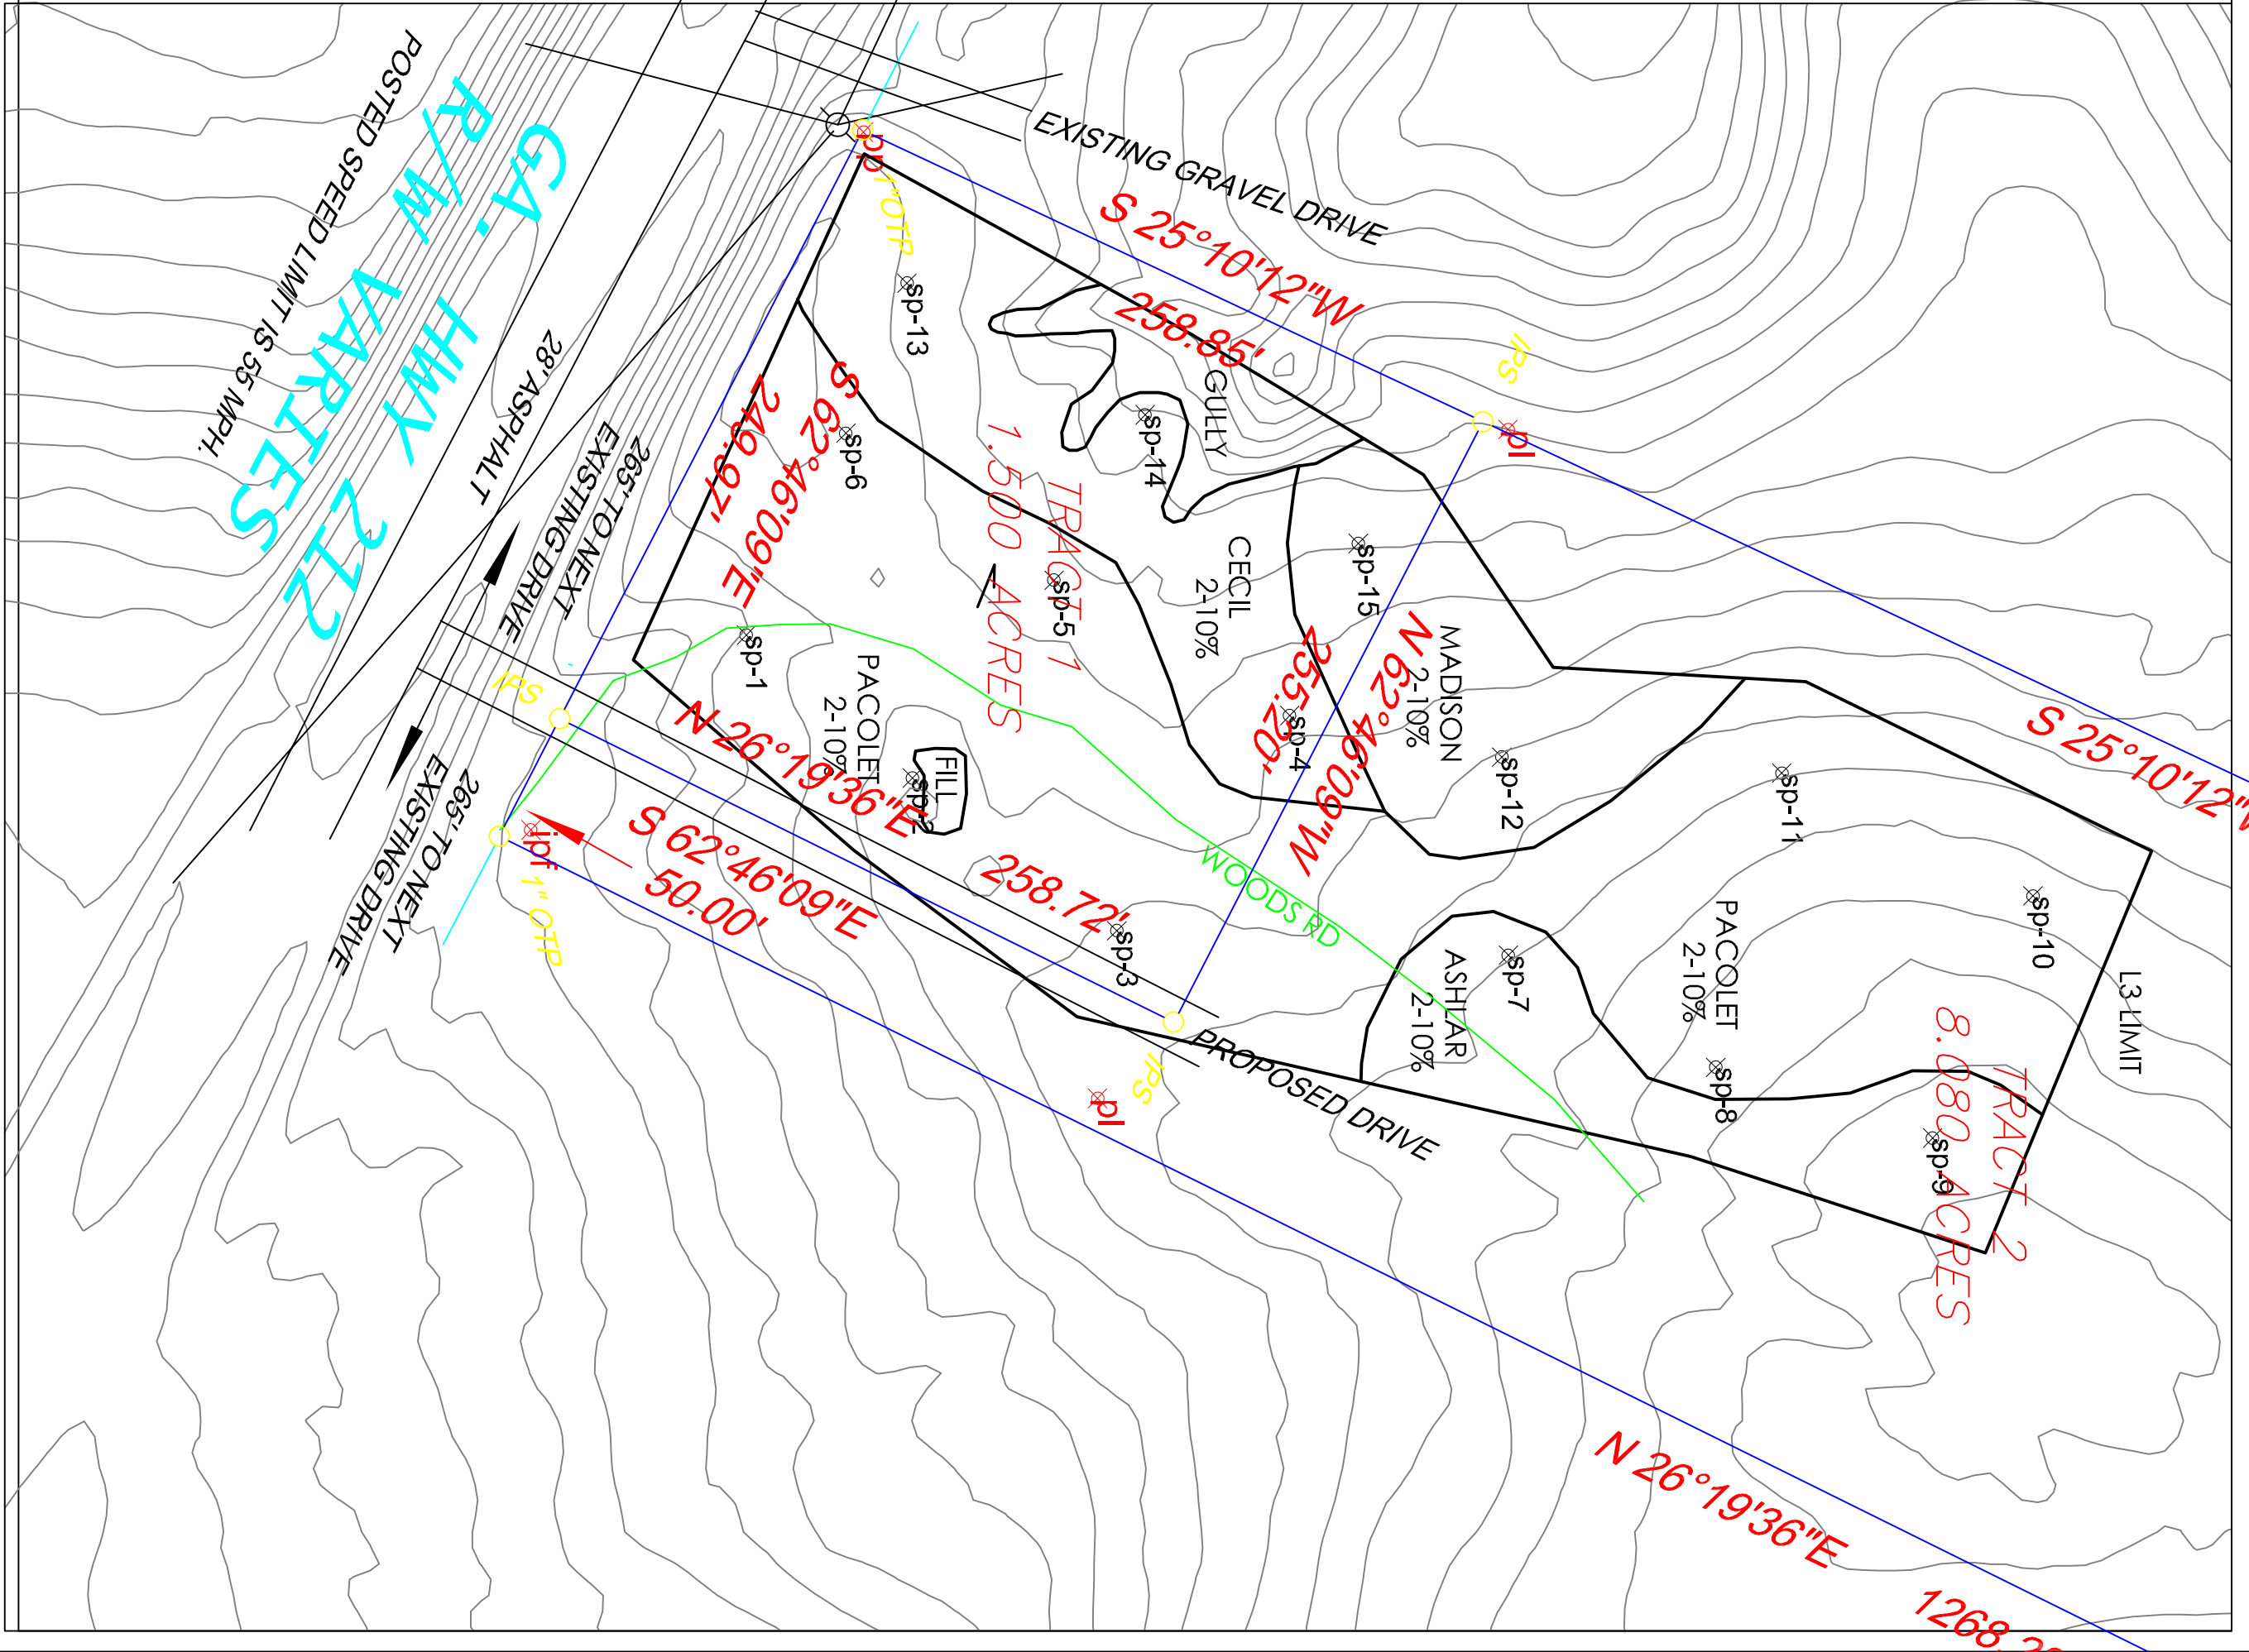 POSTED SPEED LIMIT IS 55 MPH.
GA. HWY 212
R/W VARIES
28' ASPHALT
265' TO NEXT
EXISTING DRIVE
265' TO NEXT
EXISTING DRIVE
EXISTING GRAVEL DRIVE
pp
1" OTP
S 25°10'12"W
258.85'
IPS
pl
sp-13
GULLY
sp-14
sp-6
S 62°46'09"E
249.97'
TRACT 1
1.500 ACRES
1
sp-5
CECIL
2-10%
sp-15
MADISON
2-10%
N 62°46'09"W
255.20'
sp-4
sp-12
sp-11
S 25°10'12"W
sp-1
IPS
PACOLET
2-10%
FILL
sp-2
N 26°19'36"E
258.72'
ipf
1" OTP
S 62°46'09"E
50.00'
WOODS RD
sp-3
IPS
pl
PROPOSED DRIVE
ASHLAR
2-10%
sp-7
PACOLET
2-10%
sp-8
sp-10
L3 LIMIT
TRACT 2
8.080 ACRES
sp-9
N 26°19'36"E